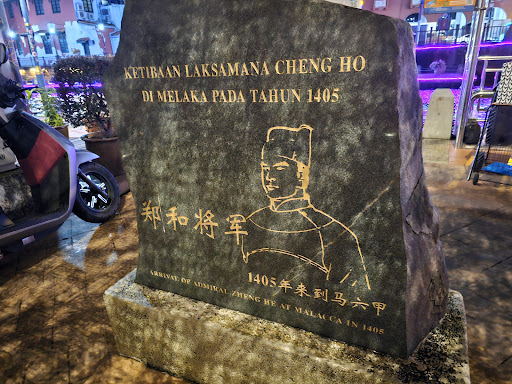 KETIBAAN LAKSAMANA CHENG HO
DI MELAKA PADA TAHUN 1405
郑和将军
1405年来到马六甲
ARRIVAL OF ADMIRAL ZHENG HE AT MALACCA IN 1405